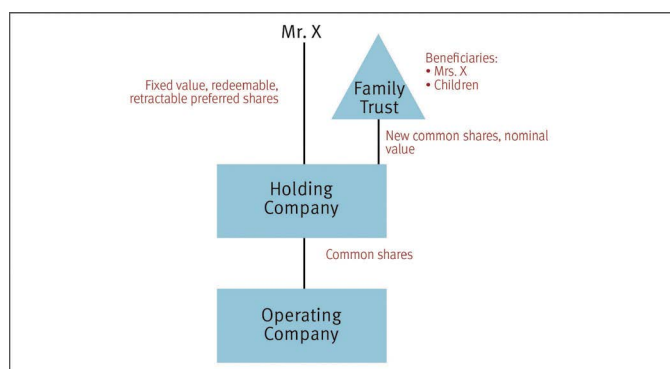 Mr. X
Fixed value, redeemable,
retractable preferred shares
Family
Trust
Beneficiaries:
• Mrs. X
• Children
New common shares, nominal
value
Holding
Company
Common shares
Operating
Company